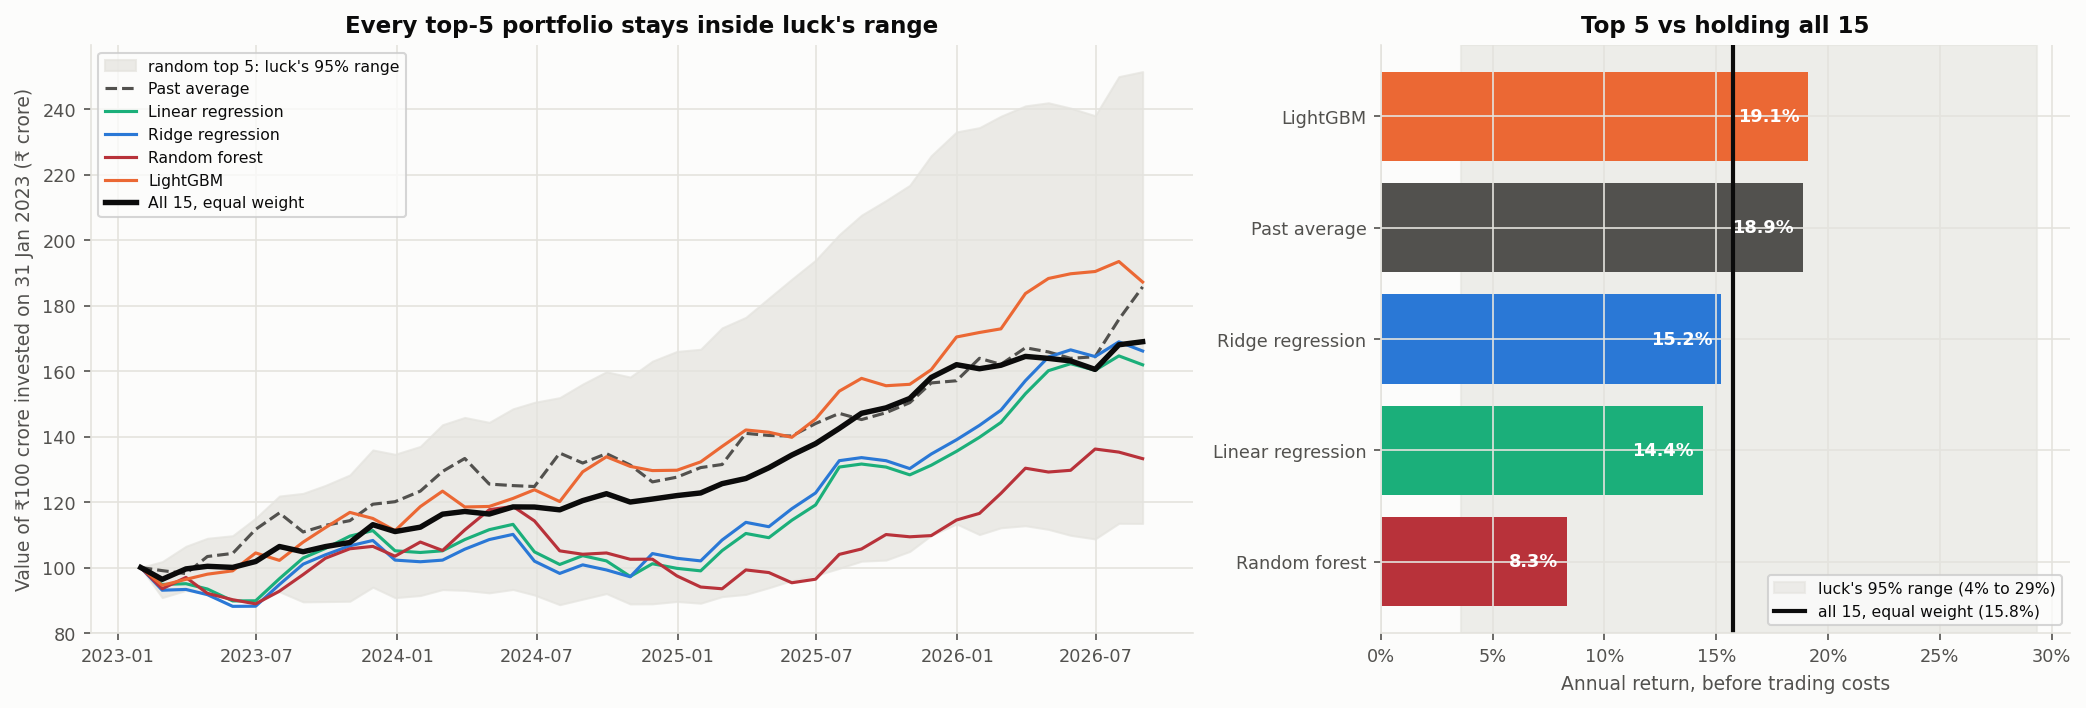 Every top-5 portfolio stays inside luck's range
Value of ₹100 crore invested on 31 Jan 2023 (₹ crore)
240
220
200
180
160
140
120
100
80
random top 5: luck's 95% range
Past average
Linear regression
Ridge regression
Random forest
LightGBM
All 15, equal weight
2023-01
2023-07
2024-01
2024-07
2025-01
2025-07
2026-01
2026-07
Top 5 vs holding all 15
LightGBM
19.1%
Past average
18.9%
Ridge regression
15.2%
Linear regression
14.4%
Random forest
8.3%
luck's 95% range (4% to 29%)
all 15, equal weight (15.8%)
0%
5%
10%
15%
20%
25%
30%
Annual return, before trading costs